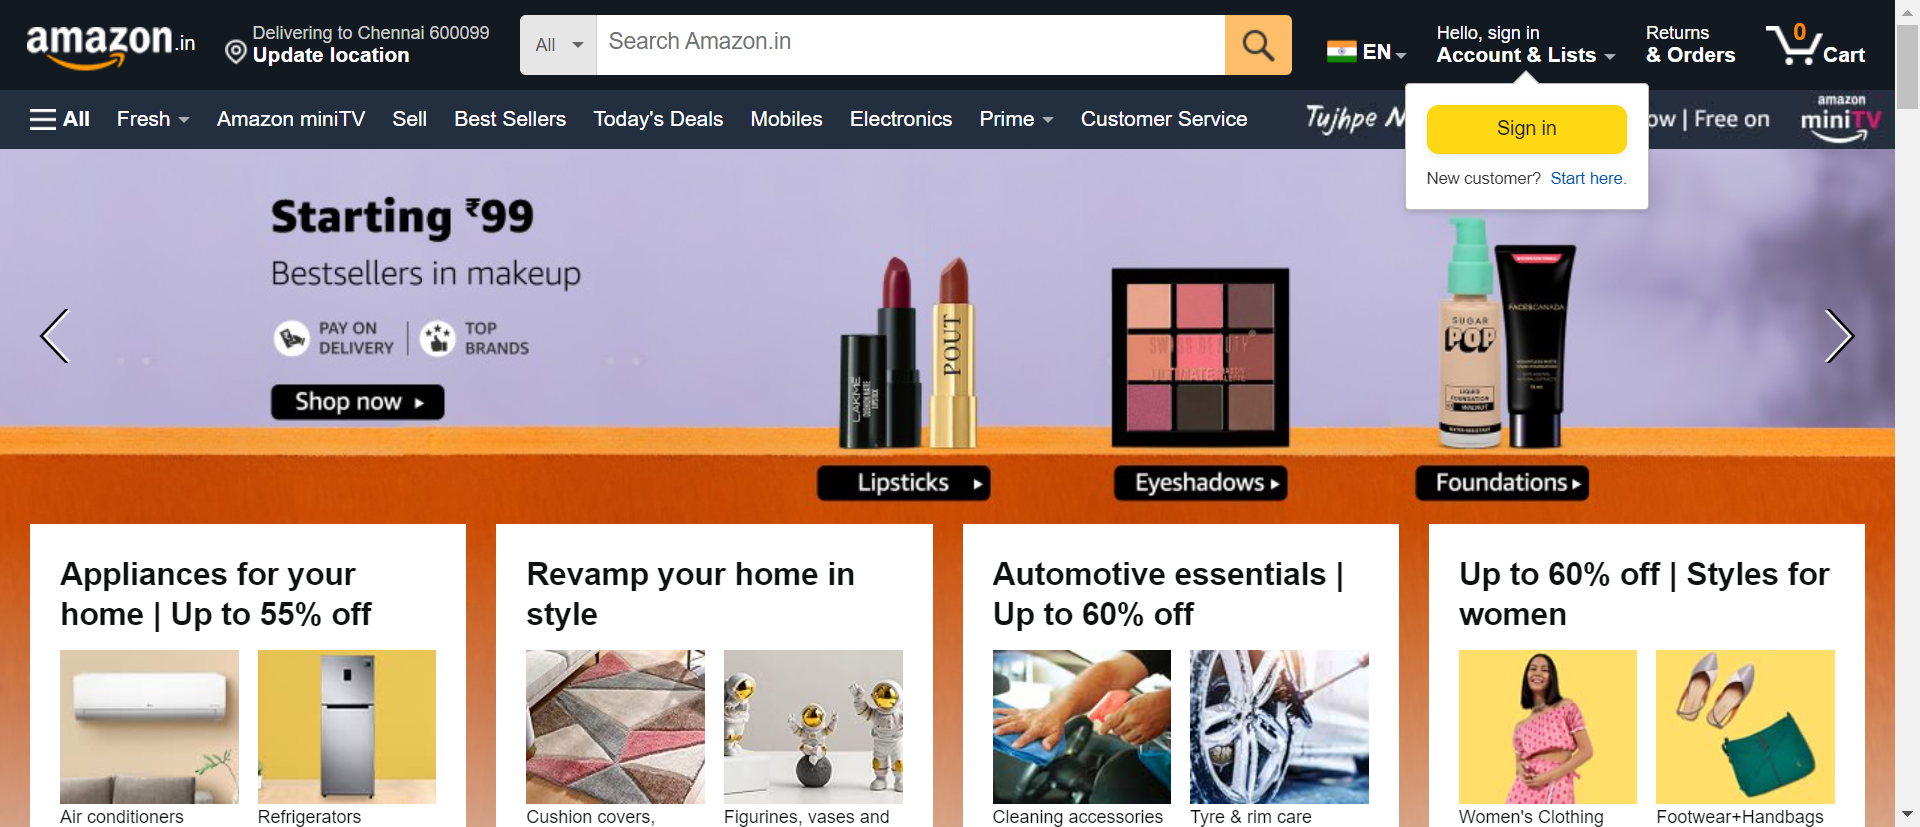 amazon.in
Delivering to Chennai 600099
Update location
All
Search Amazon.in
EN
Hello, sign in
Account & Lists
Returns
& Orders
0
Cart
All
Fresh
Amazon miniTV
Sell
Best Sellers
Today's Deals
Mobiles
Electronics
Prime
Customer Service
Tujhpe
ow | Free on
amazon
miniTV
Sign in
New customer? Start here.
Starting ₹99
Bestsellers in makeup
PAY ON
DELIVERY
TOP
BRANDS
Shop now
LAKMÉ
POUT
SWISS BEAUTY
ULTIMATE
SUGAR
POP
LIQUID
FOUNDATION
WALNUT
FACES CANADA
Lipsticks
Eyeshadows
Foundations
Appliances for your
home | Up to 55% off
Air conditioners
Refrigerators
Revamp your home in
style
Cushion covers,
Figurines, vases and
Automotive essentials |
Up to 60% off
Cleaning accessories
Tyre & rim care
Up to 60% off | Styles for
women
Women's Clothing
Footwear+Handbags